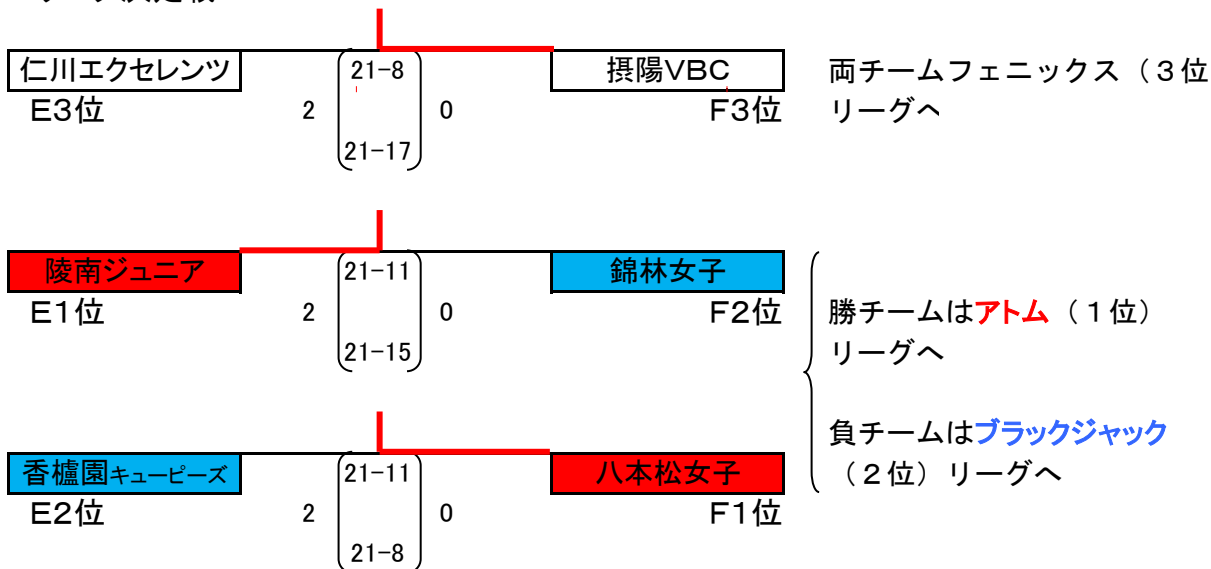 仁川エクセレンツ 21-8 摂陽VBC 両チームフェニックス（３位
E3位 2 0 F3位 リーグへ
21-17
陵南ジュニア 21-11 錦林女子
E1位 2 0 F2位 勝チームはアトム（１位）
21-15 リーグへ
負チームはブラックジャック
香櫨園キューピーズ 21-11 八本松女子 （２位）リーグへ
E2位 2 0 F1位
21-8